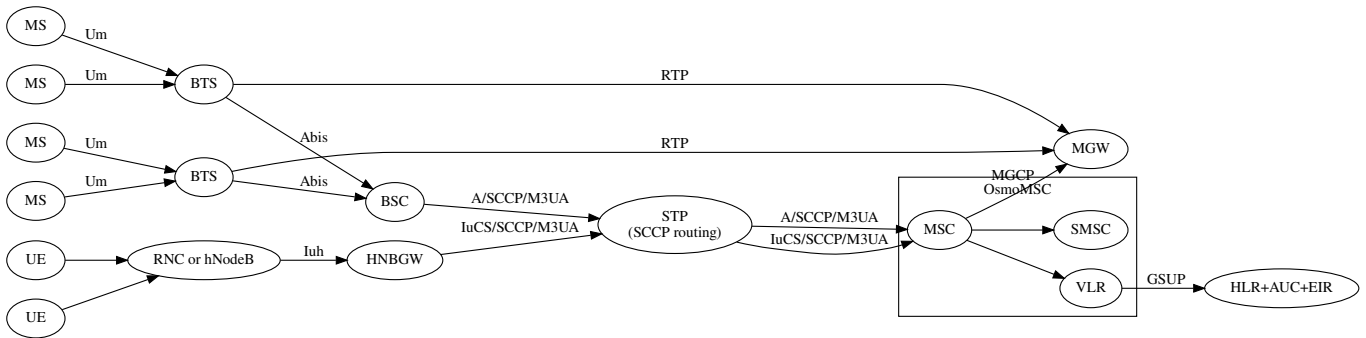 MS
Um
MS
Um
BTS
RTP
MS
Um
MS
Um
BTS
Abis
RTP
Abis
MGW
BSC
A/SCCP/M3UA
IuCS/SCCP/M3UA
STP
(SCCP routing)
A/SCCP/M3UA
IuCS/SCCP/M3UA
MGCP
OsmoMSC
MSC
SMSC
VLR
GSUP
HLR+AUC+EIR
UE
UE
RNC or hNodeB
Iuh
HNBGW